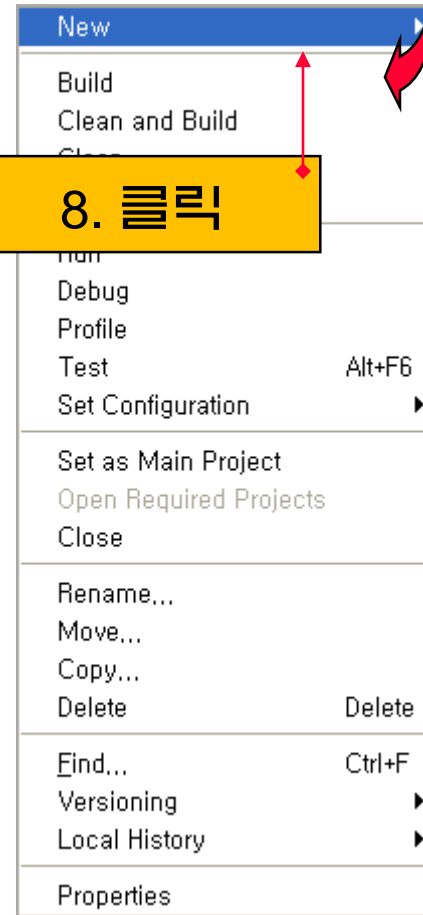 New
Build
Clean and Build
8. 클릭
Debug
Profile
Test Alt+F6
Set Configuration
Set as Main Project
Open Required Projects
Close
Rename...
Move...
Copy...
Delete Delete
Find... Ctrl+F
Versioning
Local History
Properties